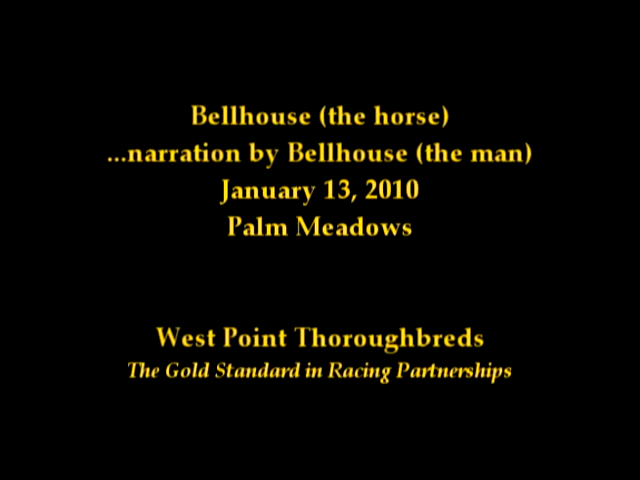 Bellhouse (the horse)
...narration by Bellhouse (the man)
January 13, 2010
Palm Meadows
West Point Thoroughbreds
The Gold Standard in Racing Partnerships